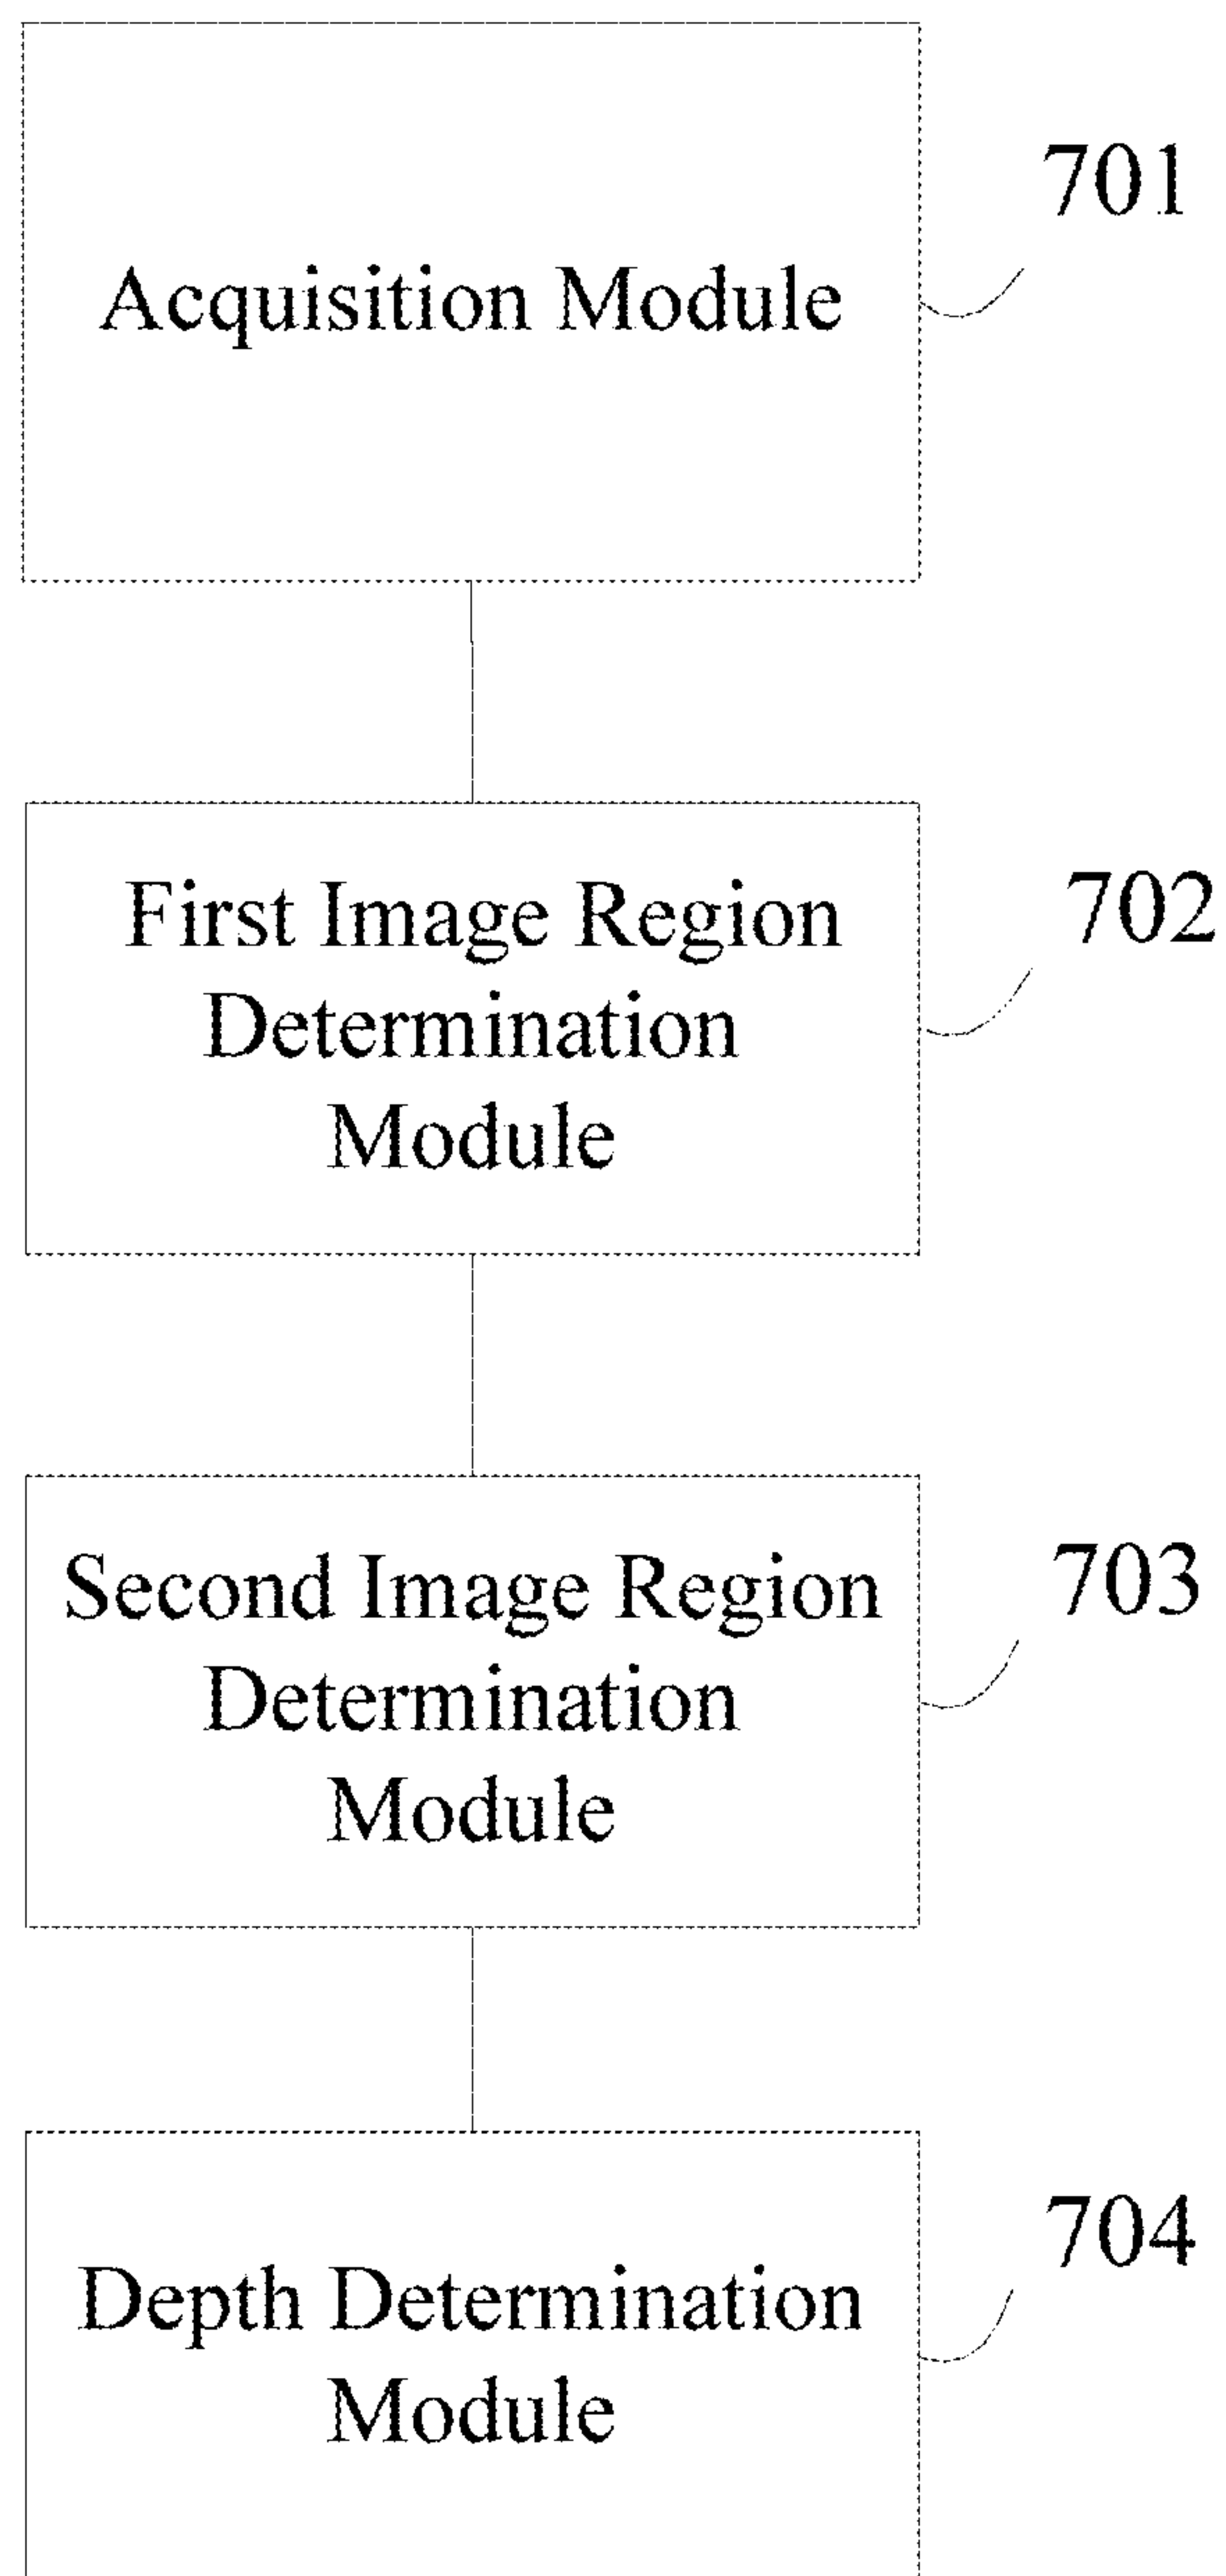 701
Acquisition Module
702
First Image Region
Determination
Module
703
Second Image Region
Determination
Module
704
Depth Determination
Module